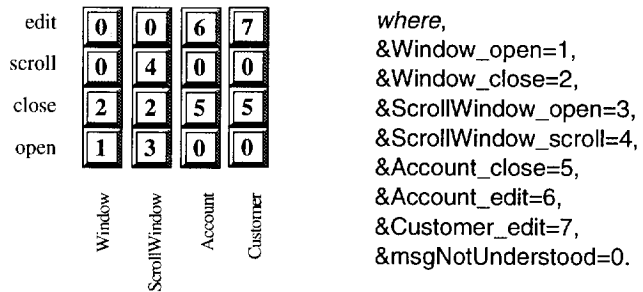 edit 0 0 6 7
scroll 0 4 0 0
close 2 2 5 5
open 1 3 0 0
Window
ScrollWindow
Account
Customer
where,
&Window_open=1,
&Window_close=2,
&ScrollWindow_open=3,
&ScrollWindow_scroll=4,
&Account_close=5,
&Account_edit=6,
&Customer_edit=7,
&msgNotUnderstood=0.